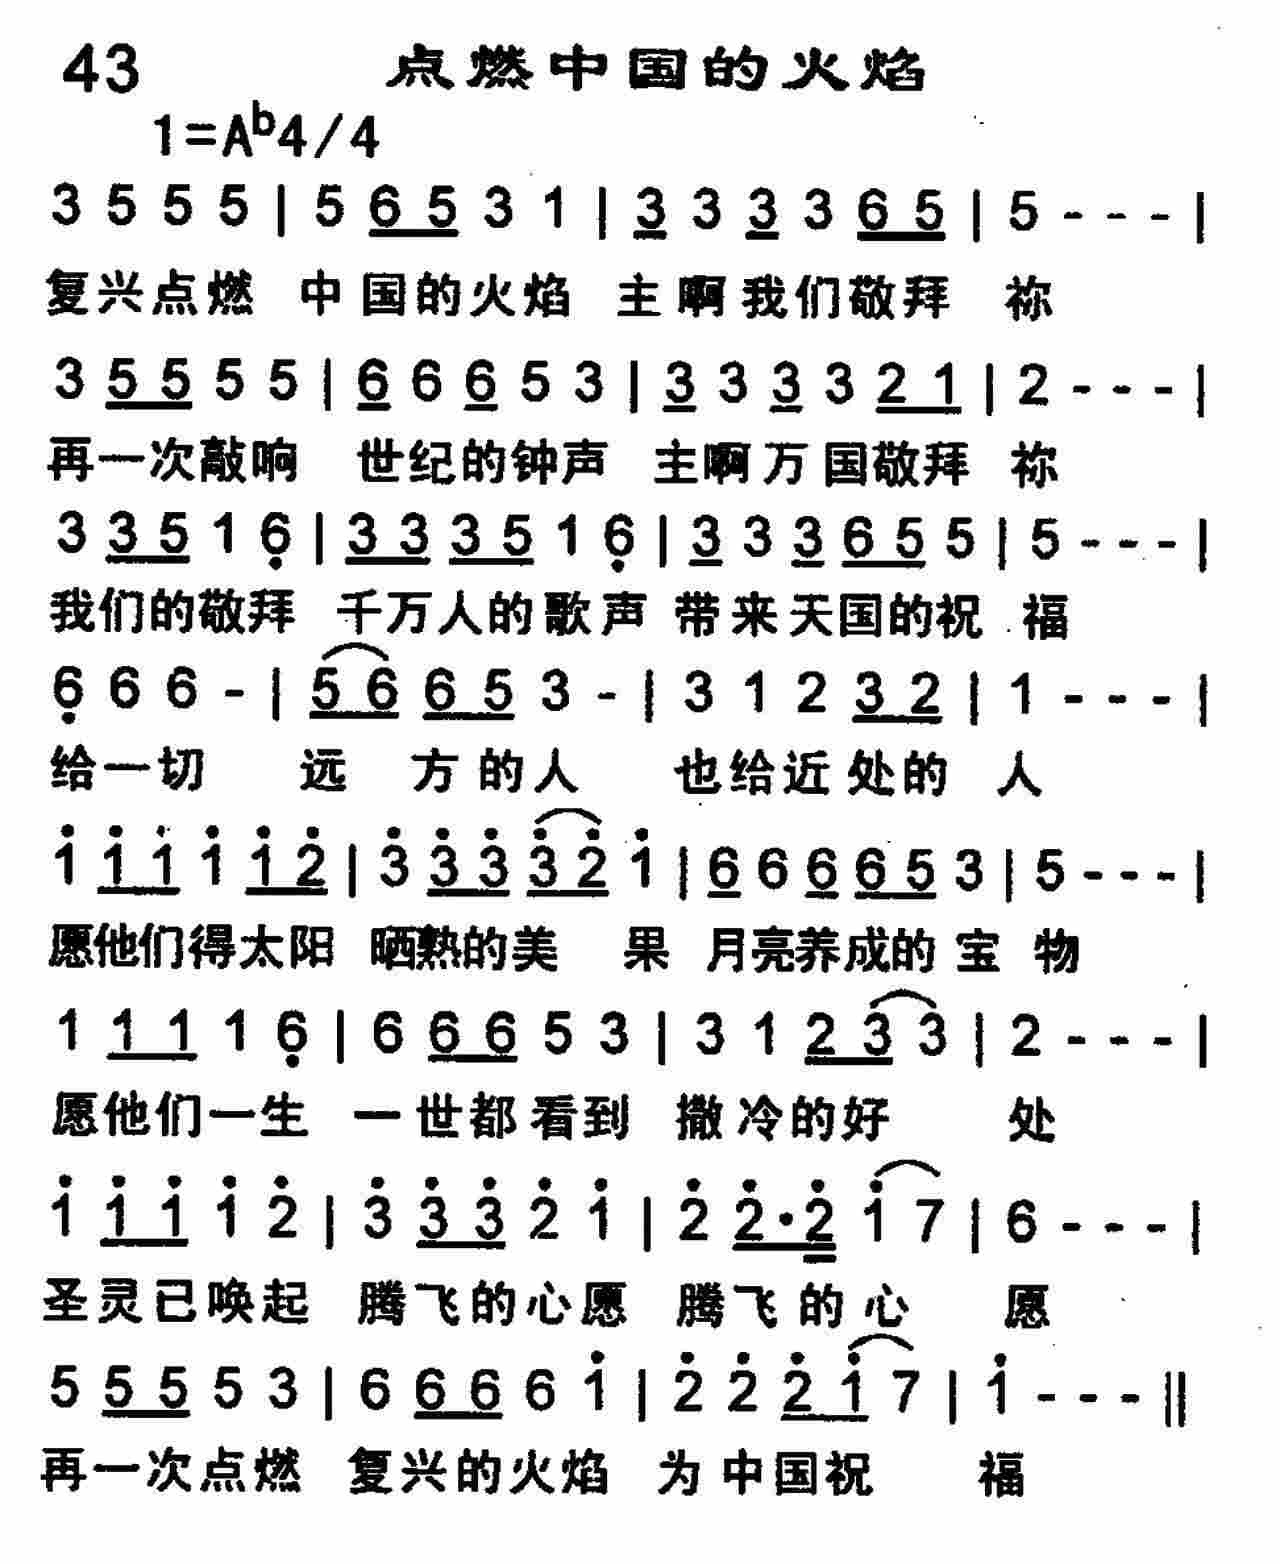 43 点燃中国的火焰
1=Aᵇ4/4
3 5 5 5 | 5 6̲ 5̲ 3 1 | 3̲ 3 3̲ 3 6̲ 5̲ | 5 - - - |
复兴点燃 中国的火焰 主啊我们敬拜 祢
3 5̲ 5̲ 5 5 | 6̲ 6 6̲ 5 3 | 3̲ 3 3̲ 3 2̲ 1̲ | 2 - - - |
再一次敲响 世纪的钟声 主啊万国敬拜 祢
3 3̲ 5̲ 1 6̣ | 3̲ 3̲ 3̲ 5̲ 1 6̣ | 3̲ 3 3̲ 6̲ 5̲ 5 | 5 - - - |
我们的敬拜 千万人的歌声 带来天国的祝 福
6̣ 6 6 - | 5̲ 6̲ 6̲ 5̲ 3 - | 3 1 2 3̲ 2̲ | 1 - - - |
给一切 远 方的人 也给近处的 人
1̇ 1̲̇ 1̲̇ 1̇ 1̲̇ 2̲̇ | 3̇ 3̲̇ 3̲̇ 3̲̇ 2̲̇ 1̇ | 6̲ 6 6̲ 6̲ 5̲ 3 | 5 - - - |
愿他们得太阳 晒熟的美 果 月亮养成的宝 物
1 1̲ 1̲ 1 6̣ | 6 6̲ 6̲ 5 3 | 3 1 2̲ 3̲ 3 | 2 - - - |
愿他们一生 一世都看到 撒冷的好 处
1̇ 1̲̇ 1̲̇ 1̇ 2̇ | 3̇ 3̲̇ 3̲̇ 2̇ 1̇ | 2̇ 2̲̇· 2̳̇ 1̇ 7 | 6 - - - |
圣灵已唤起 腾飞的心愿 腾飞的心 愿
5 5̲ 5̲ 5 3 | 6 6̲ 6̲ 6 1̇ | 2̇ 2̇ 2̲̇ 1̲̇ 7 | 1̇ - - - ‖
再一次点燃 复兴的火焰 为中国祝 福